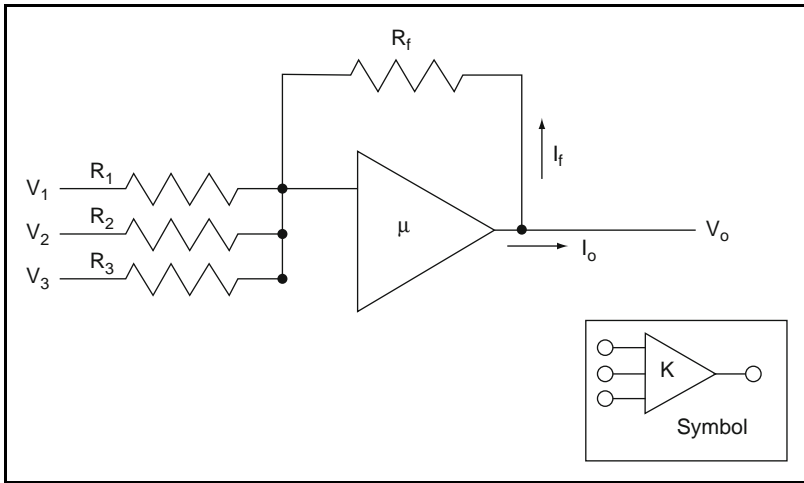 R_f
I_f
V_1 R_1
V_2 R_2
V_3 R_3
μ
V_o
I_o
K
Symbol